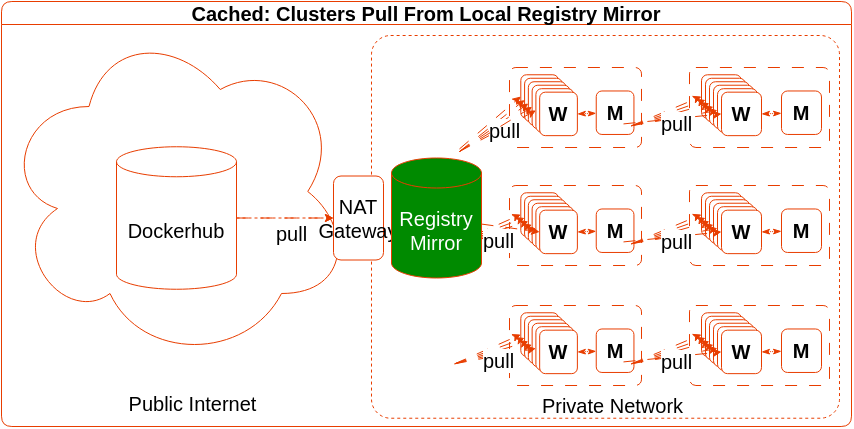 Cached: Clusters Pull From Local Registry Mirror
W
M
W
M
pull
pull
Dockerhub
NAT
Gateway
pull
Registry
Mirror
W
M
W
M
pull
pull
W
M
W
M
pull
pull
Public Internet
Private Network